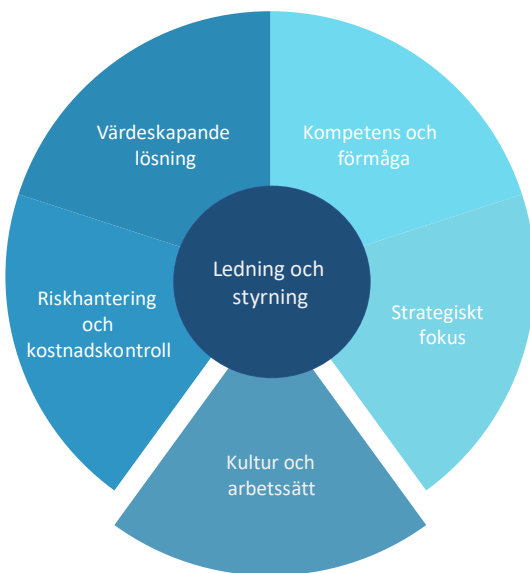 Värdeskapande
lösning
Kompetens och
förmåga
Ledning och
styrning
Riskhantering
och
kostnadskontroll
Strategiskt
fokus
Kultur och
arbetssätt